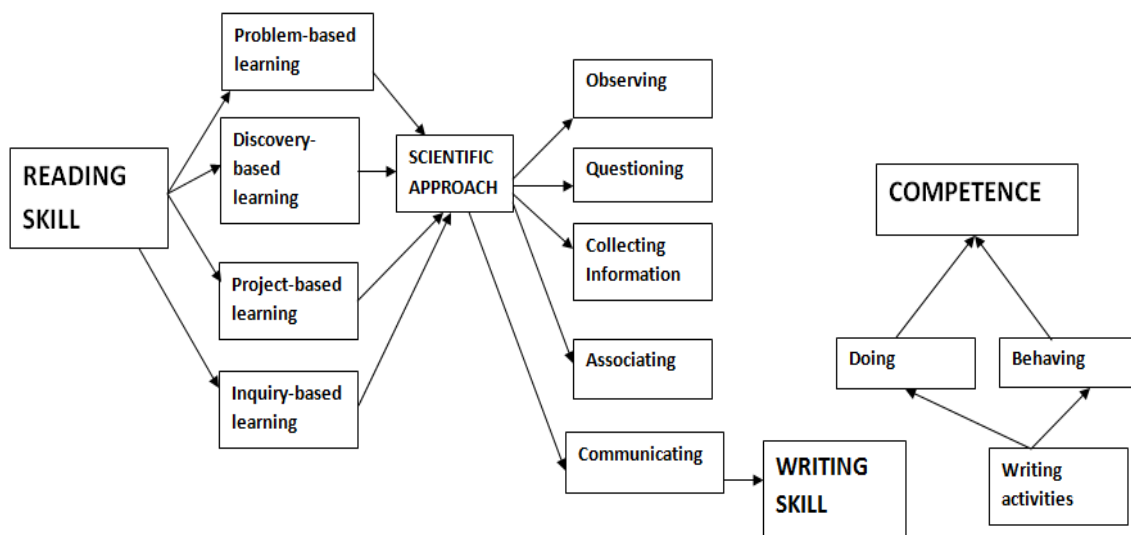 READING
SKILL
Problem-based
learning
Discovery-
based
learning
Project-based
learning
Inquiry-based
learning
SCIENTIFIC
APPROACH
Observing
Questioning
Collecting
Information
Associating
Communicating
WRITING
SKILL
COMPETENCE
Doing
Behaving
Writing
activities